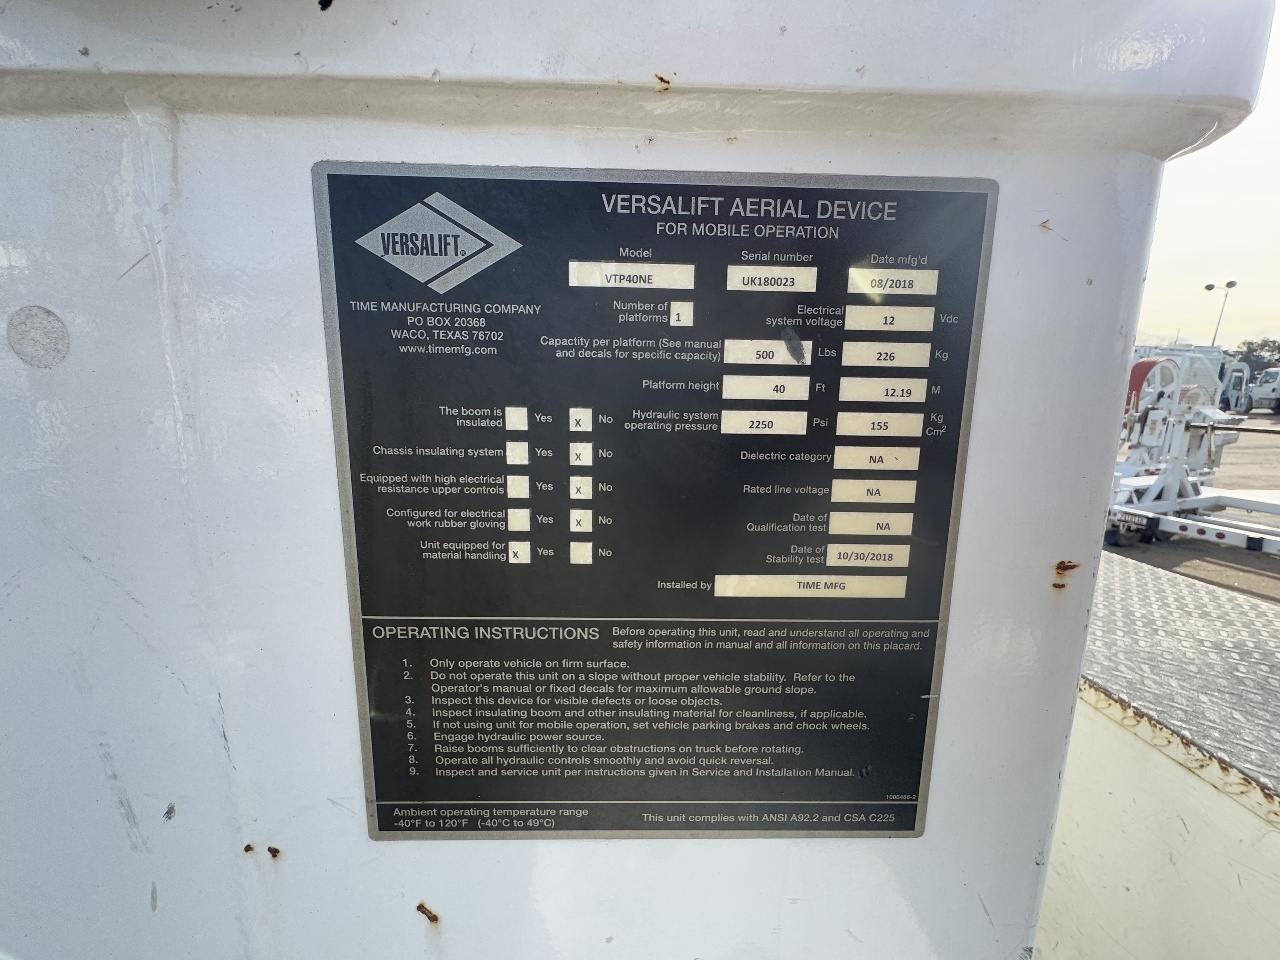 VERSALIFT®
TIME MANUFACTURING COMPANY
PO BOX 20368
WACO, TEXAS 76702
www.timemfg.com
VERSALIFT AERIAL DEVICE
FOR MOBILE OPERATION
Model Serial number Date mfg'd
VTP40NE UK180023 08/2018
Number of platforms 1 Electrical system voltage 12 Vdc
Capactity per platform (See manual
and decals for specific capacity) 500 Lbs 226 Kg
Platform height 40 Ft 12.19 M
Hydraulic system operating pressure 2250 Psi 155 Kg Cm2
Dielectric category NA
Rated line voltage NA
Date of Qualification test NA
Date of Stability test 10/30/2018
Installed by TIME MFG
The boom is insulated Yes X No
Chassis insulating system Yes X No
Equipped with high electrical
resistance upper controls Yes X No
Configured for electrical
work rubber gloving Yes X No
Unit equipped for
material handling X Yes No
OPERATING INSTRUCTIONS Before operating this unit, read and understand all operating and
safety information in manual and all information on this placard.
1. Only operate vehicle on firm surface.
2. Do not operate this unit on a slope without proper vehicle stability. Refer to the
Operator's manual or fixed decals for maximum allowable ground slope.
3. Inspect this device for visible defects or loose objects.
4. Inspect insulating boom and other insulating material for cleanliness, if applicable.
5. If not using unit for mobile operation, set vehicle parking brakes and chock wheels.
6. Engage hydraulic power source.
7. Raise booms sufficiently to clear obstructions on truck before rotating.
8. Operate all hydraulic controls smoothly and avoid quick reversal.
9. Inspect and service unit per instructions given in Service and Installation Manual.
Ambient operating temperature range
-40°F to 120°F (-40°C to 49°C)
This unit complies with ANSI A92.2 and CSA C225